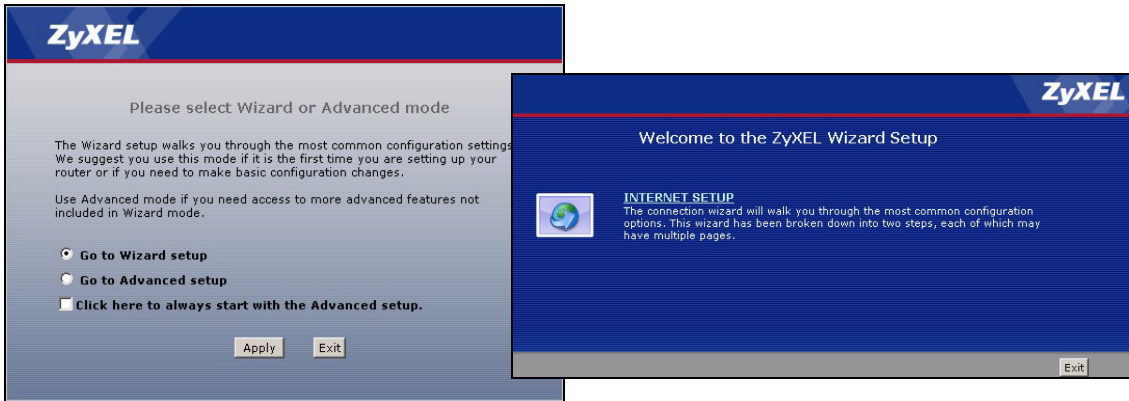 ZyXEL
Please select Wizard or Advanced mode
The Wizard setup walks you through the most common configuration settings
We suggest you use this mode if it is the first time you are setting up your
router or if you need to make basic configuration changes.
Use Advanced mode if you need access to more advanced features not
included in Wizard mode.
Go to Wizard setup
Go to Advanced setup
Click here to always start with the Advanced setup.
Apply
Exit
ZyXEL
Welcome to the ZyXEL Wizard Setup
INTERNET SETUP
The connection wizard will walk you through the most common configuration
options. This wizard has been broken down into two steps, each of which may
have multiple pages.
Exit